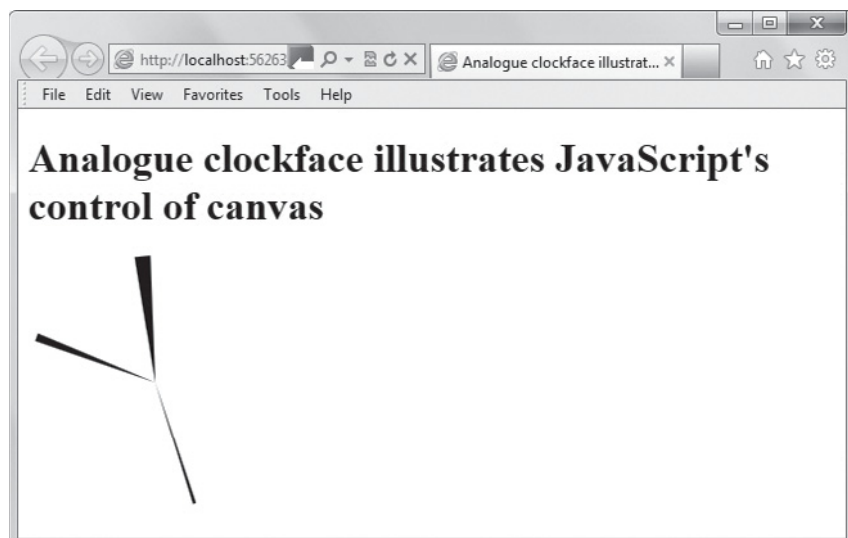 http://localhost:56263
Analogue clockface illustrat...
File Edit View Favorites Tools Help
Analogue clockface illustrates JavaScript's
control of canvas